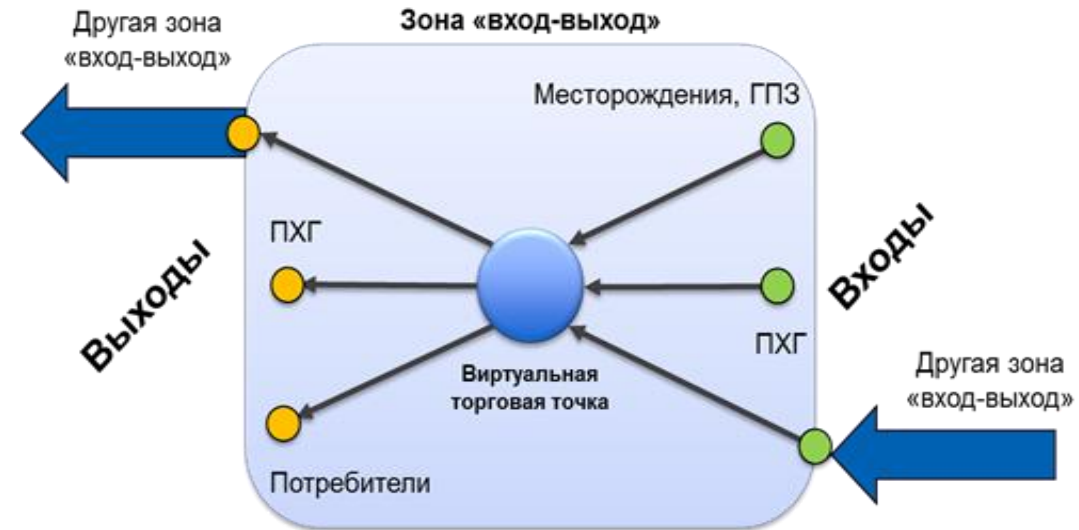 Другая зона
«вход-выход»
Зона «вход-выход»
Месторождения, ГПЗ
ПХГ
Выходы
Входы
ПХГ
Виртуальная
торговая точка
Другая зона
«вход-выход»
Потребители